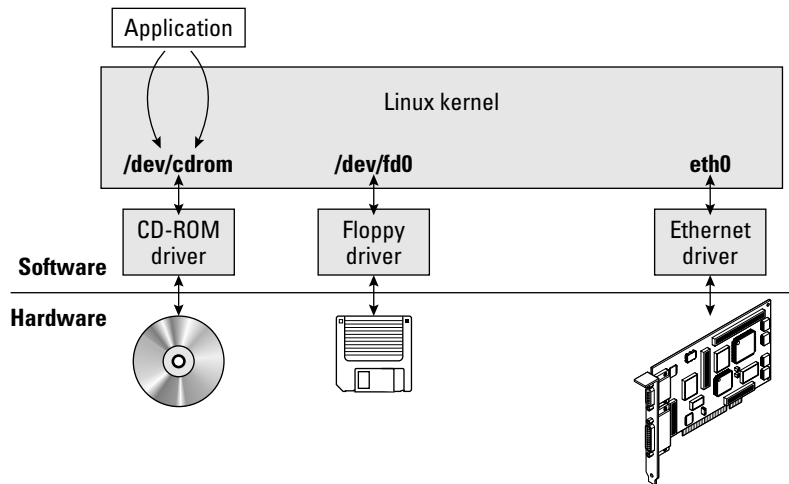 Application
Linux kernel
/dev/cdrom
/dev/fd0
eth0
CD-ROM
driver
Floppy
driver
Ethernet
driver
Software
Hardware